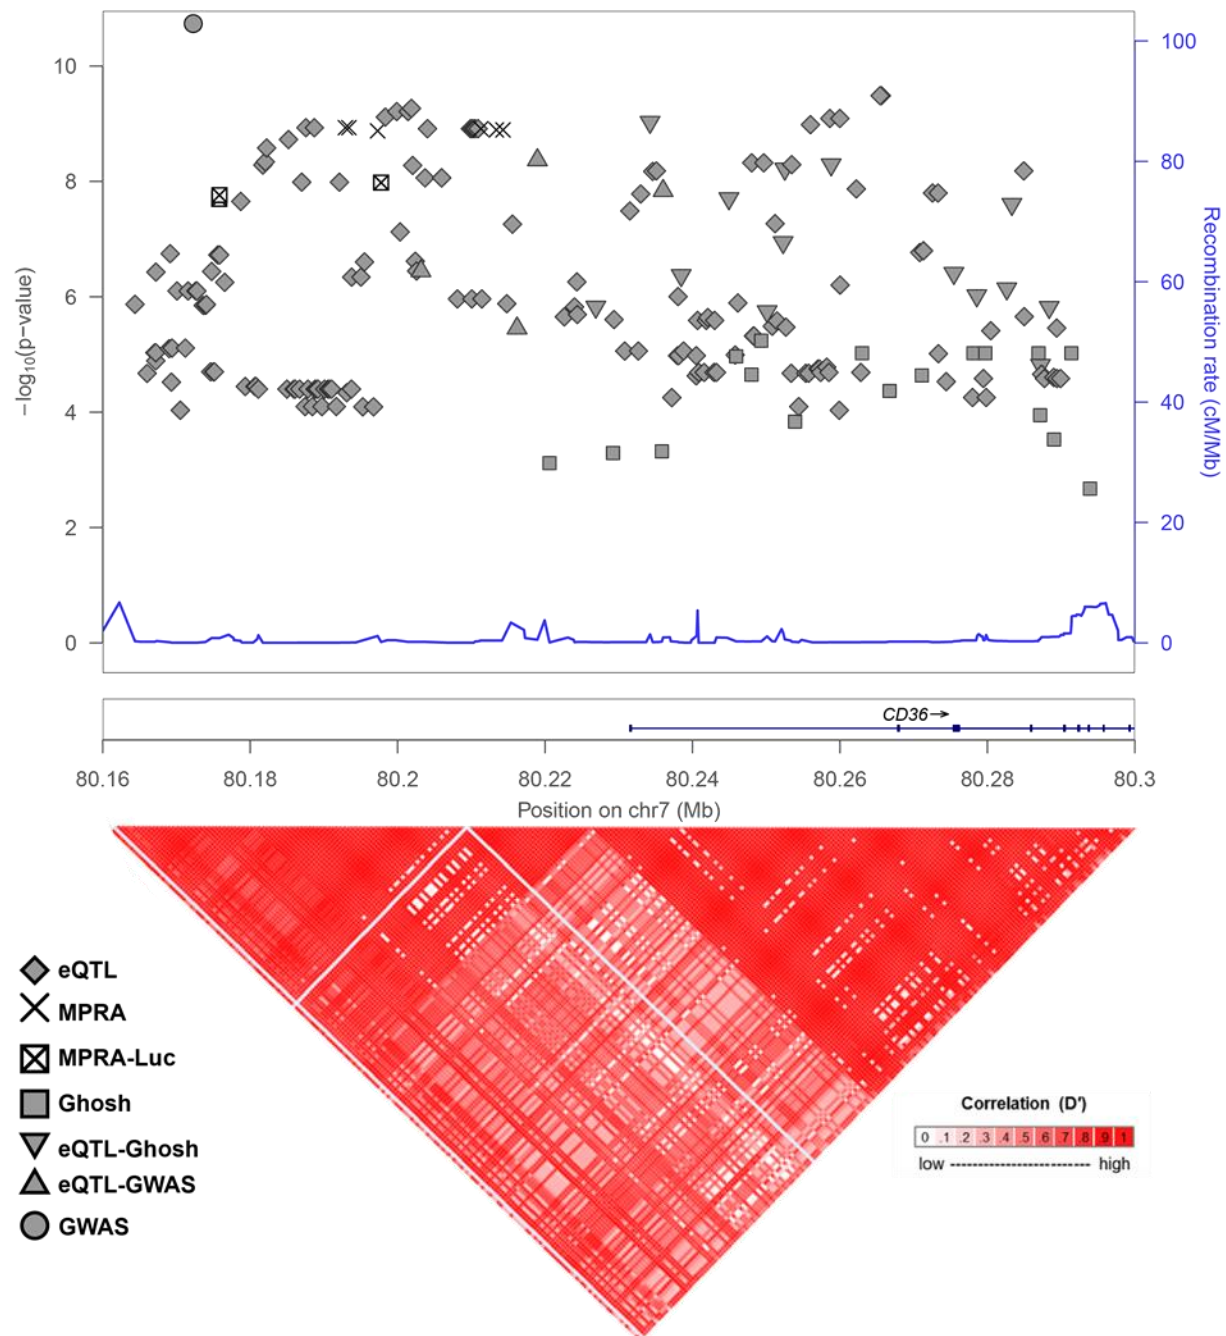 10
8
6
4
2
0
−log10(p−value)
100
80
60
40
20
0
Recombination rate (cM/Mb)
CD36→
80.16 80.18 80.2 80.22 80.24 80.26 80.28 80.3
Position on chr7 (Mb)
eQTL
MPRA
MPRA-Luc
Ghosh
eQTL-Ghosh
eQTL-GWAS
GWAS
Correlation (D′)
0 .1 .2 .3 .4 .5 .6 .7 .8 .9 1
low ---------------------- high